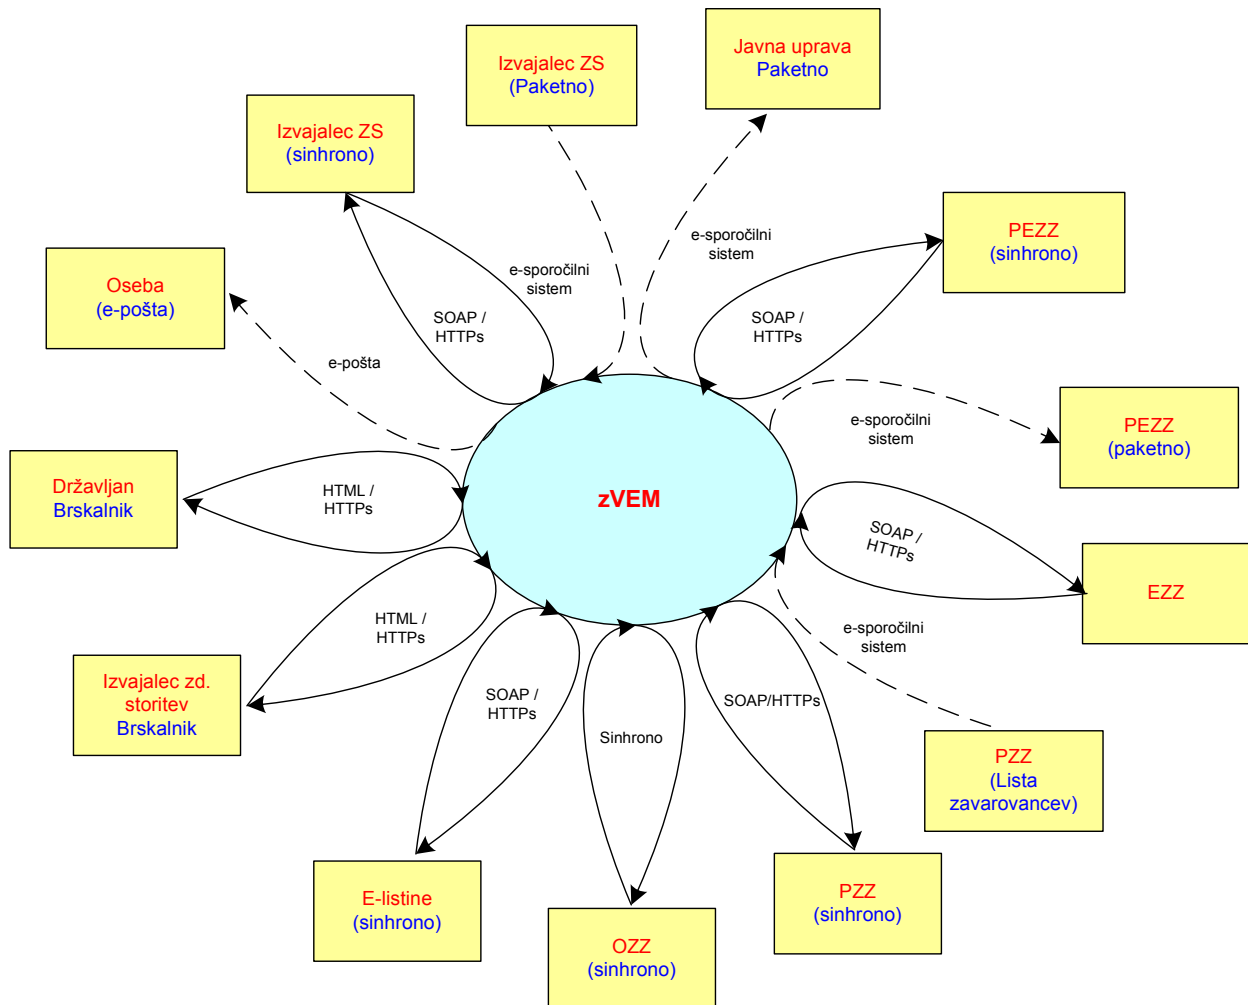 Izvajalec ZS
(Paketno)
Javna uprava
Paketno
Izvajalec ZS
(sinhrono)
PEZZ
(sinhrono)
Oseba
(e-pošta)
e-sporočilni
sistem
e-sporočilni
sistem
SOAP /
HTTPs
SOAP /
HTTPs
e-pošta
PEZZ
(paketno)
e-sporočilni
sistem
Državljan
Brskalnik
HTML /
HTTPs
zVEM
SOAP /
HTTPs
EZZ
HTML /
HTTPs
e-sporočilni
sistem
Izvajalec zd.
storitev
Brskalnik
SOAP /
HTTPs
Sinhrono
SOAP/HTTPs
PZZ
(Lista
zavarovancev)
E-listine
(sinhrono)
PZZ
(sinhrono)
OZZ
(sinhrono)